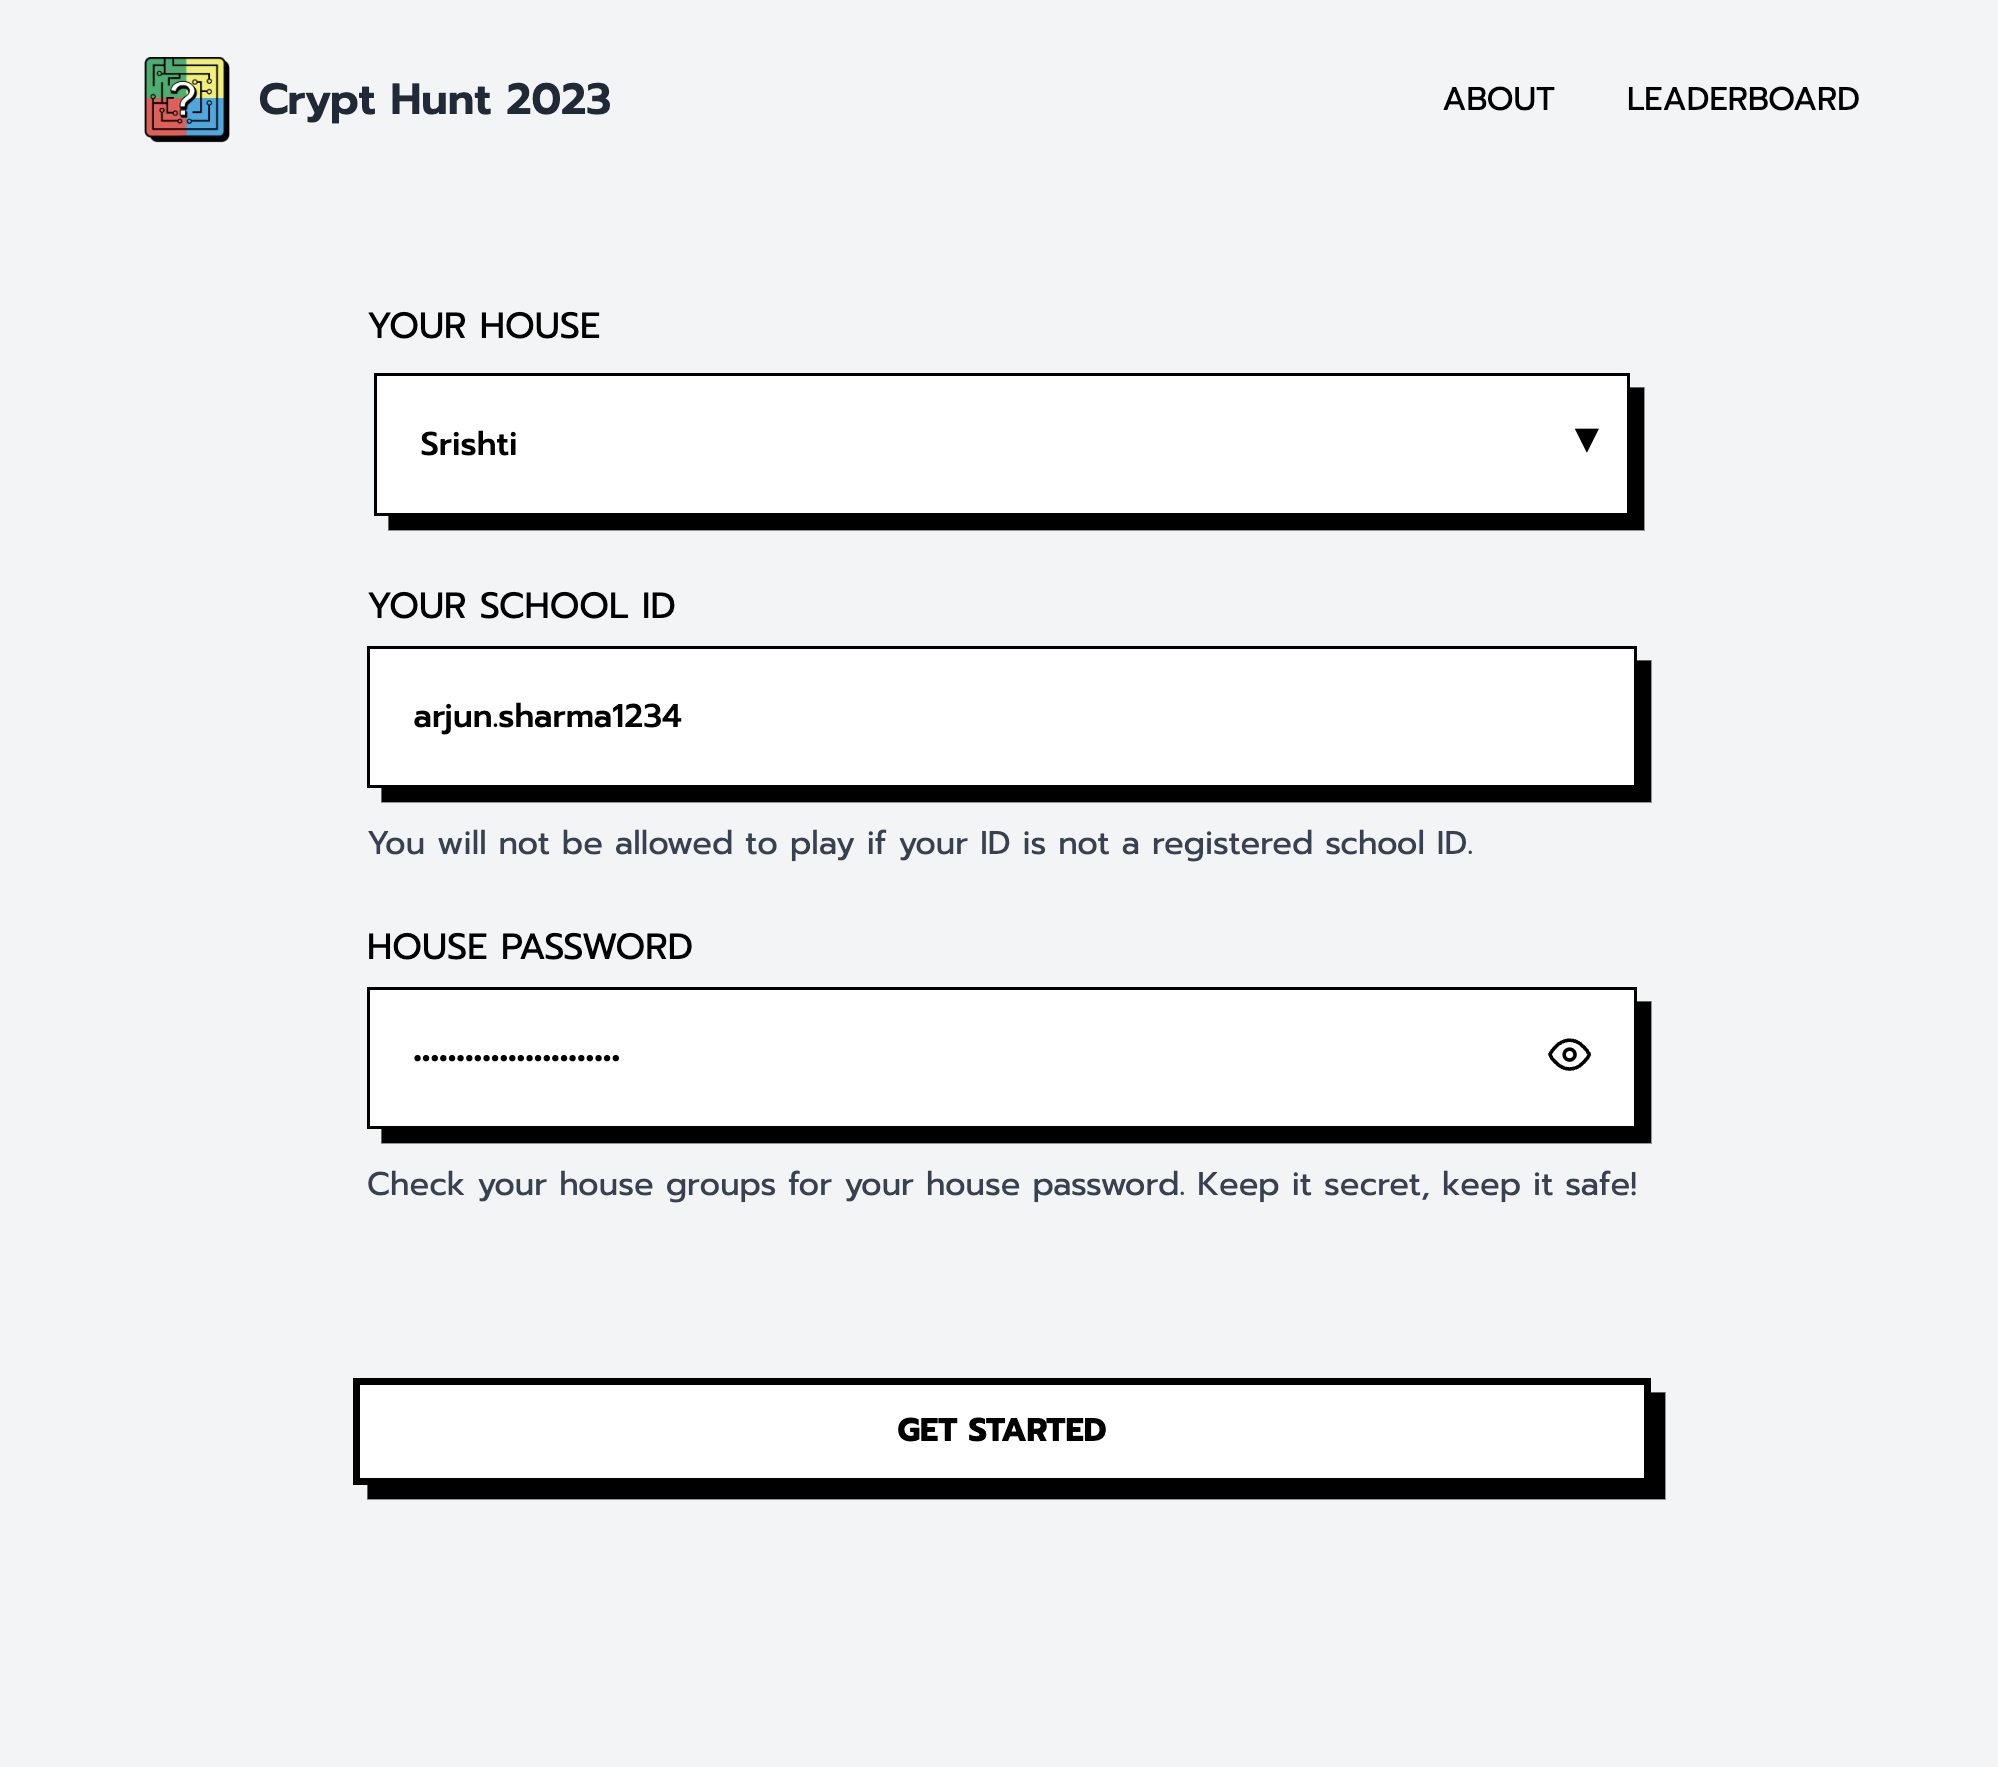 ?
Crypt Hunt 2023
ABOUT
LEADERBOARD
YOUR HOUSE
Srishti
▼
YOUR SCHOOL ID
arjun.sharma1234
You will not be allowed to play if your ID is not a registered school ID.
HOUSE PASSWORD
••••••••••••••••••••••••
Check your house groups for your house password. Keep it secret, keep it safe!
GET STARTED